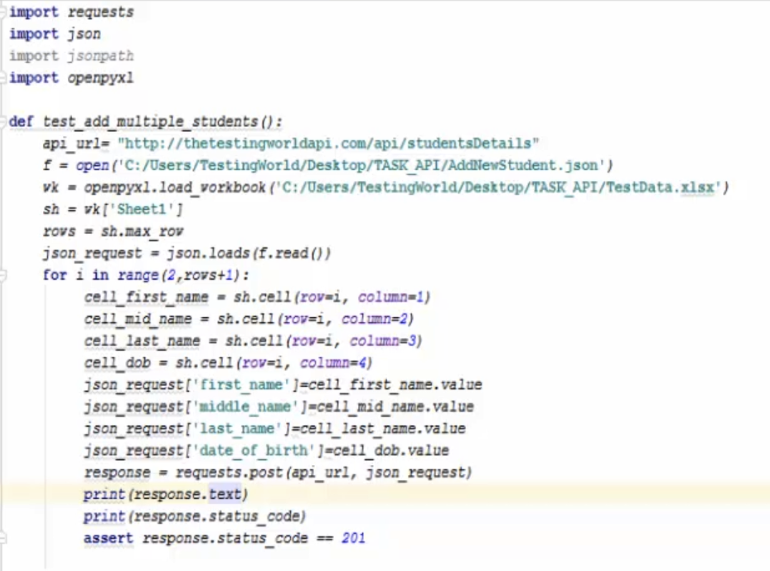 import requests
import json
import jsonpath
import openpyxl
def test_add_multiple_students():
api_url= "http://thetestingworldapi.com/api/studentsDetails"
f = open('C:/Users/TestingWorld/Desktop/TASK_API/AddNewStudent.json')
wk = openpyxl.load_workbook('C:/Users/TestingWorld/Desktop/TASK_API/TestData.xlsx')
sh = wk['Sheet1']
rows = sh.max_row
json_request = json.loads(f.read())
for i in range(2,rows+1):
cell_first_name = sh.cell(row=i, column=1)
cell_mid_name = sh.cell(row=i, column=2)
cell_last_name = sh.cell(row=i, column=3)
cell_dob = sh.cell(row=i, column=4)
json_request['first_name']=cell_first_name.value
json_request['middle_name']=cell_mid_name.value
json_request['last_name']=cell_last_name.value
json_request['date_of_birth']=cell_dob.value
response = requests.post(api_url, json_request)
print(response.text)
print(response.status_code)
assert response.status_code == 201